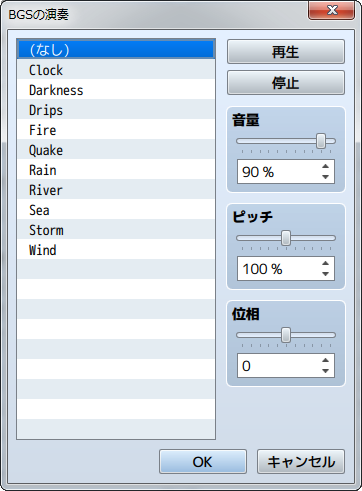 BGSの演奏
(なし)
Clock
Darkness
Drips
Fire
Quake
Rain
River
Sea
Storm
Wind
再生
停止
音量
90 %
ピッチ
100 %
位相
0
OK
キャンセル